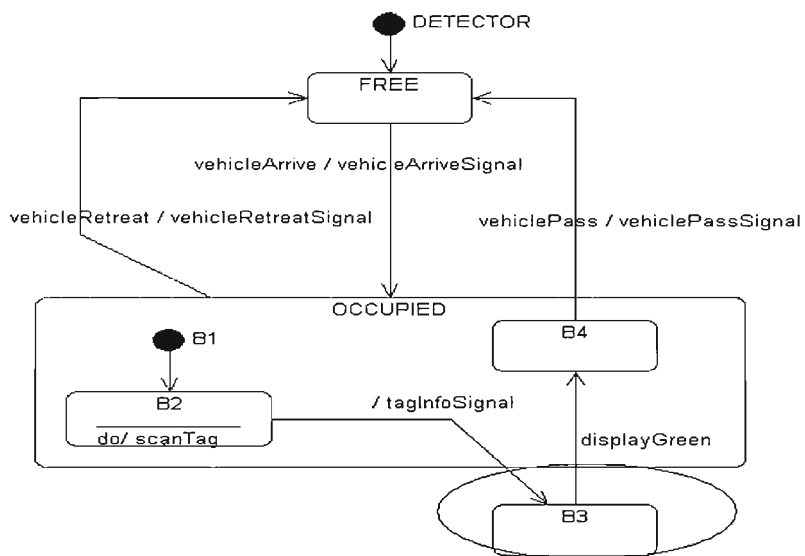 DETECTOR
FREE
vehicleArrive / vehicleArriveSignal
vehicleRetreat / vehicleRetreatSignal
vehiclePass / vehiclePassSignal
OCCUPIED
B1
B4
B2
/ tagInfoSignal
do/ scanTag
displayGreen
B3